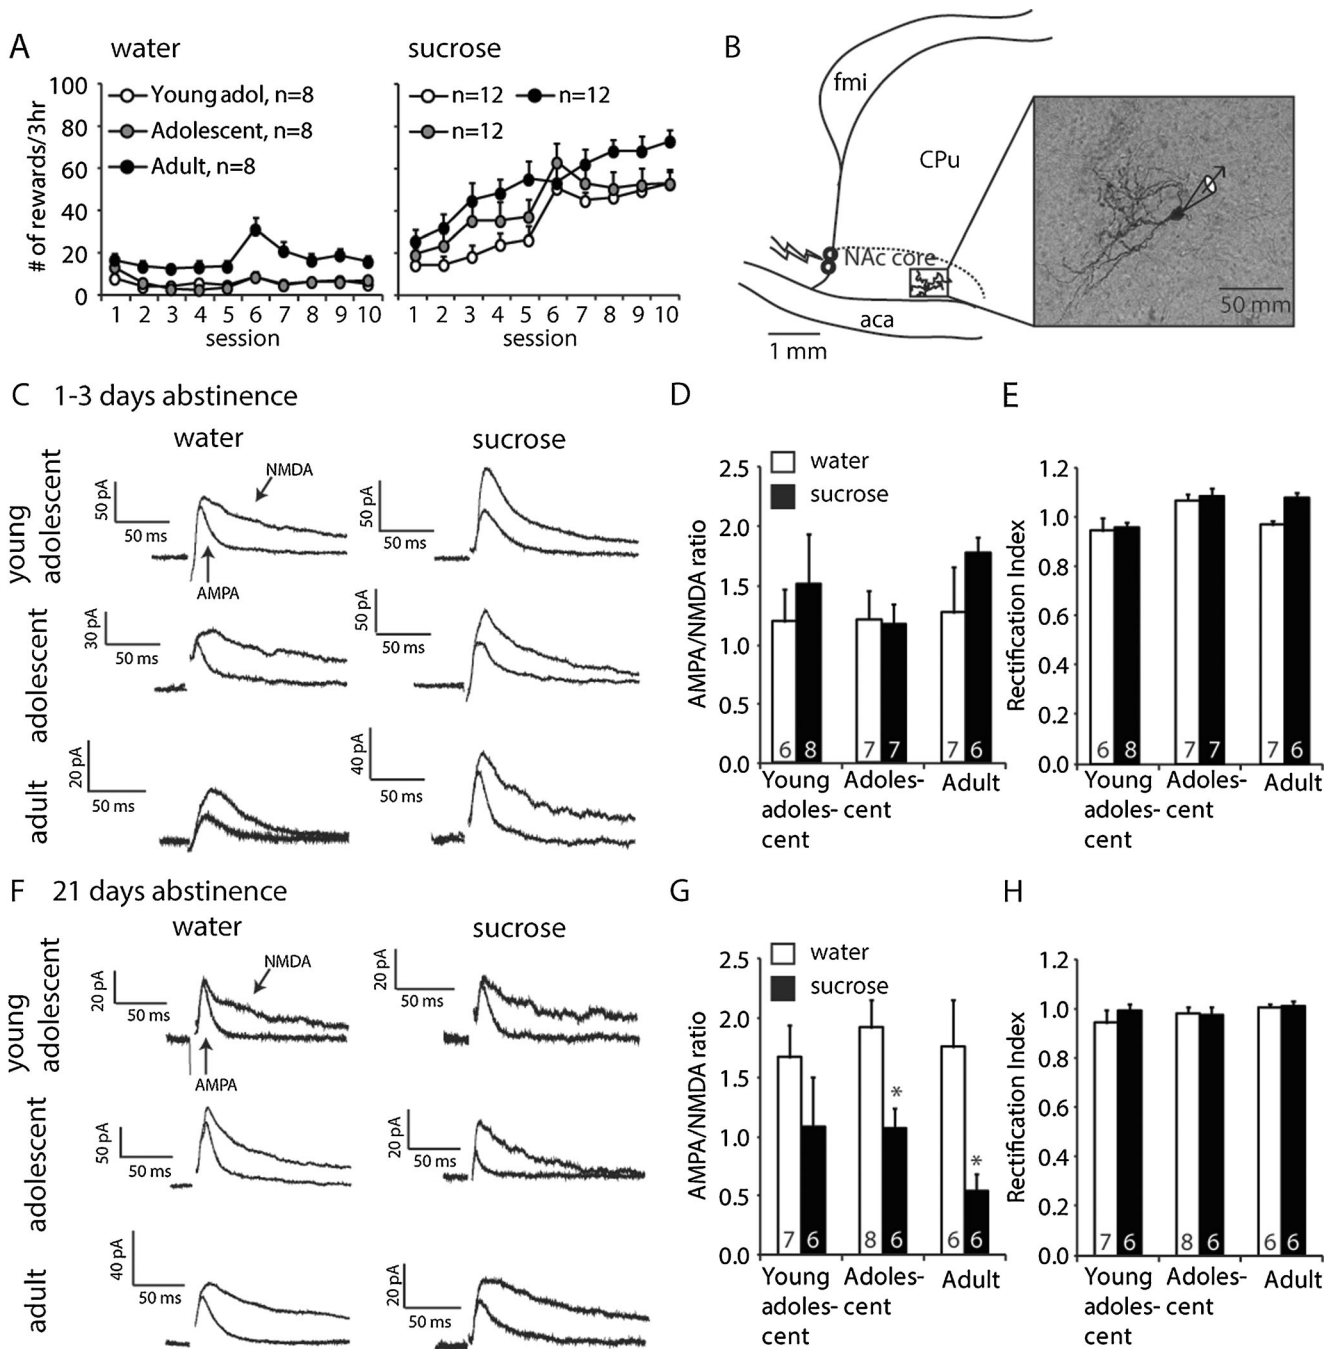 A
water
sucrose
# of rewards/3hr
100
80
60
40
20
0
Young adol, n=8
Adolescent, n=8
Adult, n=8
1 2 3 4 5 6 7 8 9 10
session
n=12 n=12
n=12
1 2 3 4 5 6 7 8 9 10
session
B
fmi
CPu
NAc core
aca
1 mm
50 mm
C 1-3 days abstinence
water
sucrose
young
adolescent
50 pA
50 ms
NMDA
AMPA
50 pA
50 ms
adolescent
30 pA
50 ms
50 pA
50 ms
adult
20 pA
50 ms
40 pA
50 ms
D
water
sucrose
AMPA/NMDA ratio
2.5
2.0
1.5
1.0
0.5
0.0
6 8 7 7 7 6
Young Adoles- Adult
adoles- cent
cent
E
Rectification Index
1.2
1.0
0.8
0.6
0.4
0.2
0.0
6 8 7 7 7 6
Young Adoles- Adult
adoles- cent
cent
F 21 days abstinence
water
sucrose
young
adolescent
20 pA
50 ms
NMDA
AMPA
20 pA
50 ms
adolescent
50 pA
50 ms
20 pA
50 ms
adult
40 pA
50 ms
20 pA
50 ms
G
water
sucrose
AMPA/NMDA ratio
2.5
2.0
1.5
1.0
0.5
0.0
* *
7 6 8 6 6 6
Young Adoles- Adult
adoles- cent
cent
H
Rectification Index
1.2
1.0
0.8
0.6
0.4
0.2
0.0
7 6 8 6 6 6
Young Adoles- Adult
adoles- cent
cent